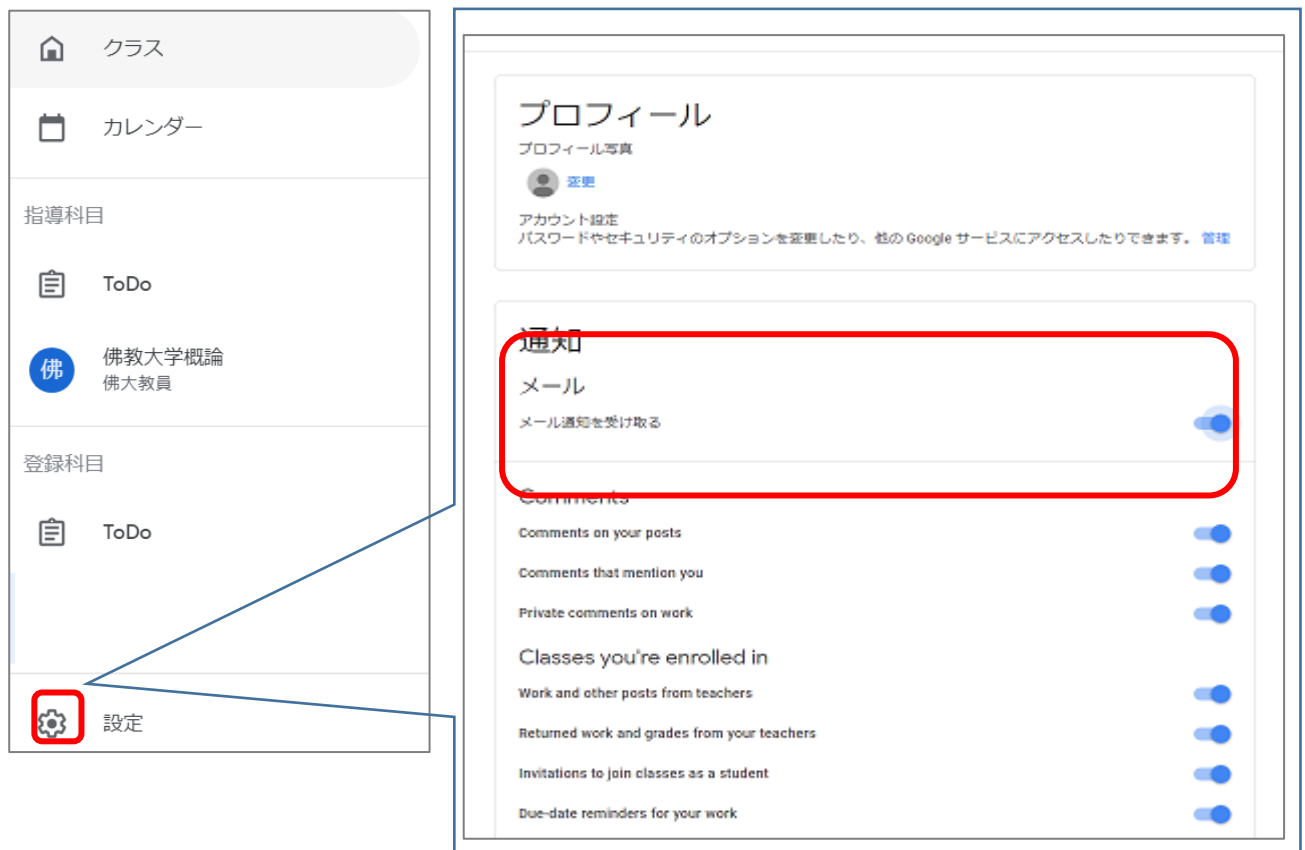 クラス
カレンダー
指導科目
ToDo
佛
佛教大学概論
佛大教員
登録科目
ToDo
設定
プロフィール
プロフィール写真
変更
アカウント設定
パスワードやセキュリティのオプションを変更したり、他の Google サービスにアクセスしたりできます。 管理
通知
メール
メール通知を受け取る
Comments
Comments on your posts
Comments that mention you
Private comments on work
Classes you're enrolled in
Work and other posts from teachers
Returned work and grades from your teachers
Invitations to join classes as a student
Due-date reminders for your work